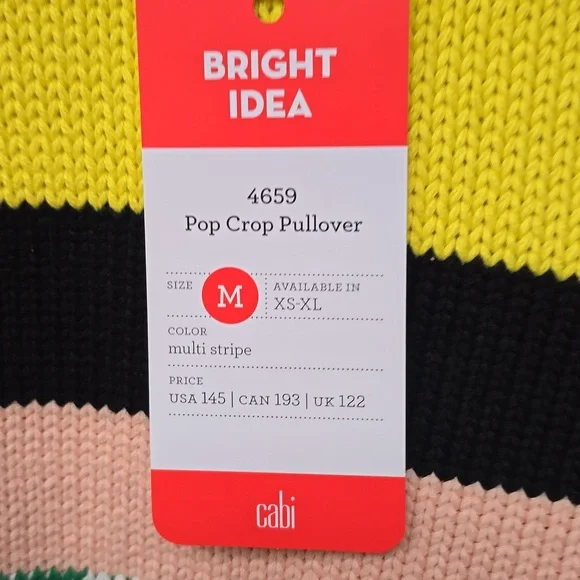 BRIGHT
IDEA
4659
Pop Crop Pullover
SIZE M AVAILABLE IN
XS-XL
COLOR
multi stripe
PRICE
USA 145 | CAN 193 | UK 122
cabi